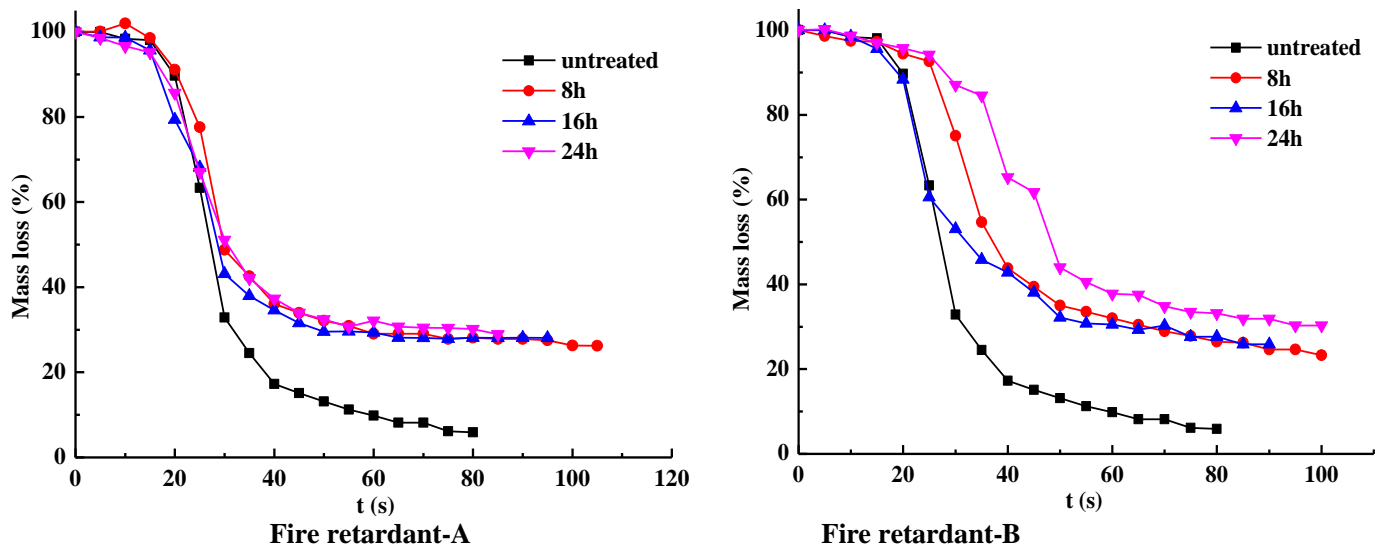 Mass loss (%)
100
80
60
40
20
0
0 20 40 60 80 100 120
t (s)
untreated
8h
16h
24h
Fire retardant-A
Mass loss (%)
100
80
60
40
20
0
0 20 40 60 80 100
t (s)
untreated
8h
16h
24h
Fire retardant-B